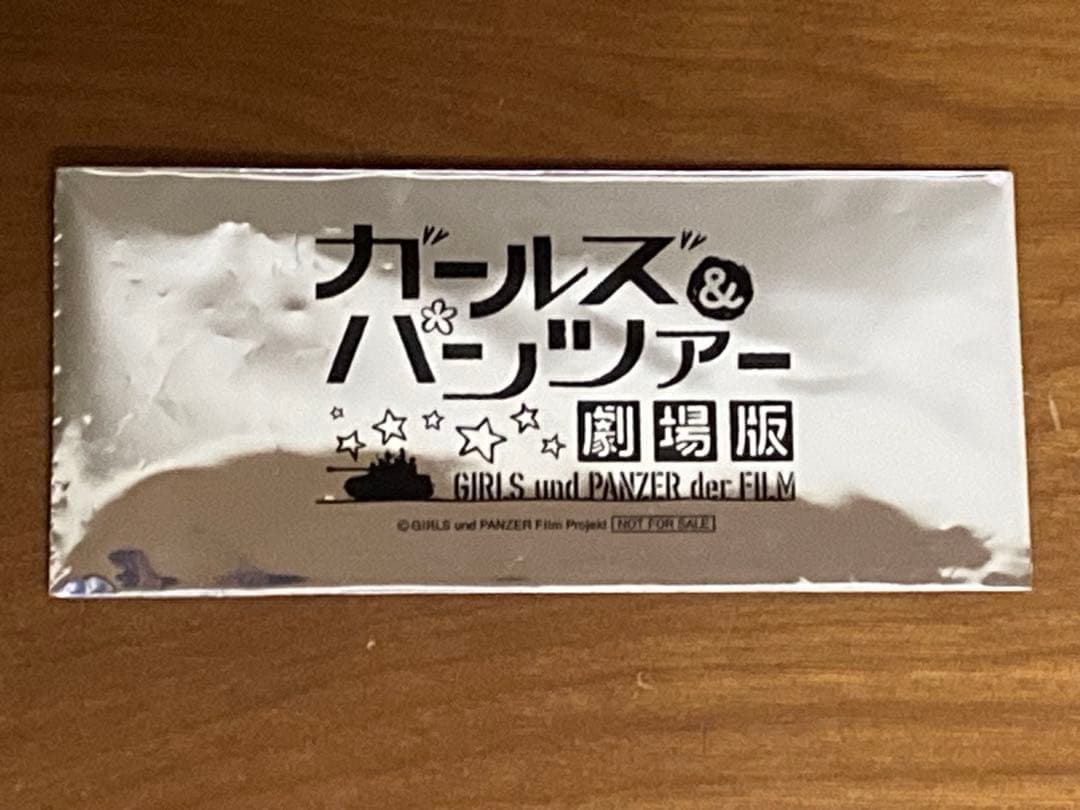 ガールズ&
パンツァー
劇場版
GIRLS und PANZER der FILM
©GIRLS und PANZER Film Projekt NOT FOR SALE